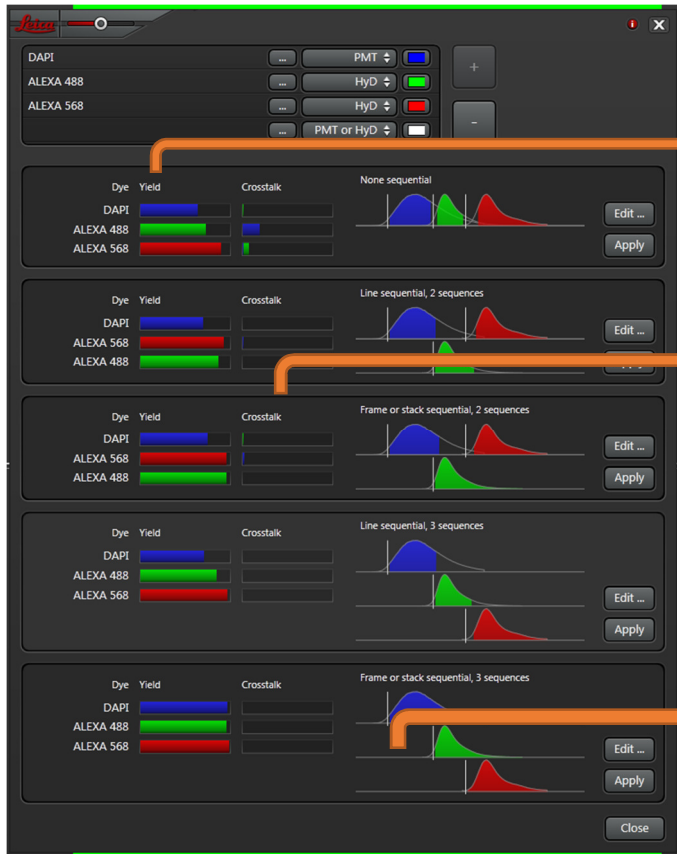 Leica
i X
DAPI ... PMT
ALEXA 488 ... HyD
ALEXA 568 ... HyD
... PMT or HyD
+
-
Dye Yield Crosstalk None sequential
DAPI
ALEXA 488
ALEXA 568
Edit ...
Apply
Dye Yield Crosstalk Line sequential, 2 sequences
DAPI
ALEXA 568
ALEXA 488
Edit ...
Dye Yield Crosstalk Frame or stack sequential, 2 sequences
DAPI
ALEXA 568
ALEXA 488
Edit ...
Apply
Dye Yield Crosstalk Line sequential, 3 sequences
DAPI
ALEXA 488
ALEXA 568
Edit ...
Apply
Dye Yield Crosstalk Frame or stack sequential, 3 sequences
DAPI
ALEXA 488
ALEXA 568
Edit ...
Apply
Close